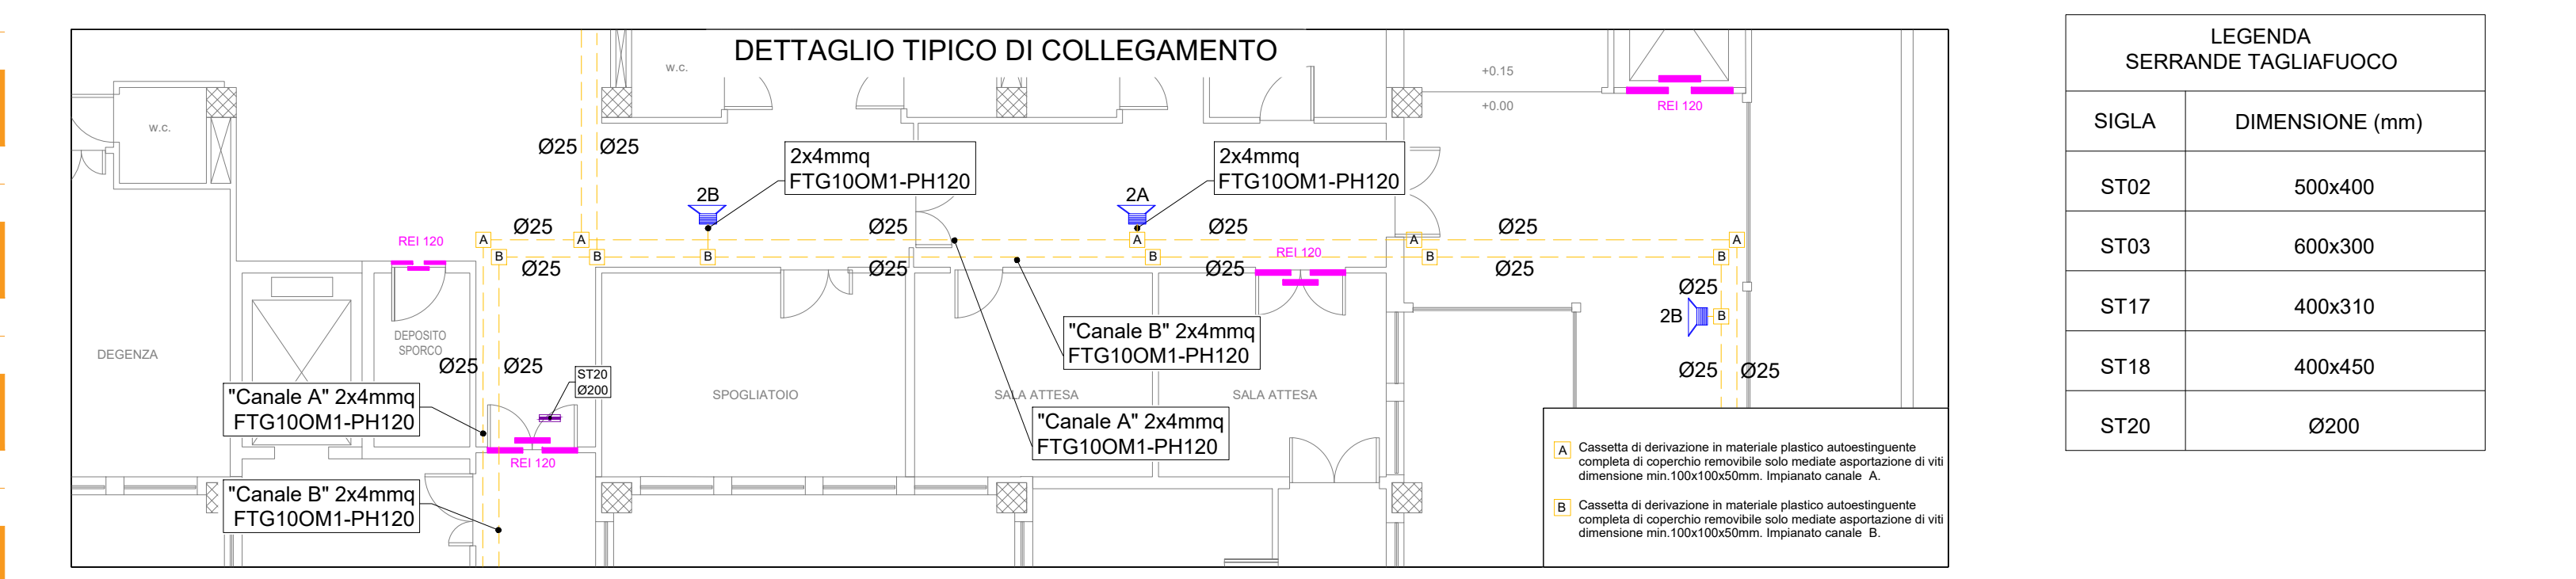 DETTAGLIO TIPICO DI COLLEGAMENTO
w.c.
+0.15
+0.00
REI 120
w.c.
Ø25
Ø25
2x4mmq
FTG10OM1-PH120
2x4mmq
FTG10OM1-PH120
2B
2A
Ø25
Ø25
Ø25
Ø25
REI 120
A
A
A
A
A
B
B
B
B
B
B
REI 120
Ø25
Ø25
Ø25
Ø25
Ø25
2B
B
DEPOSITO
SPORCO
DEGENZA
Ø25
Ø25
"Canale B" 2x4mmq
FTG10OM1-PH120
ST20
Ø200
Ø25
Ø25
"Canale A" 2x4mmq
FTG10OM1-PH120
SPOGLIATOIO
SALA ATTESA
SALA ATTESA
"Canale A" 2x4mmq
FTG10OM1-PH120
REI 120
"Canale B" 2x4mmq
FTG10OM1-PH120
A Cassetta di derivazione in materiale plastico autoestinguente
completa di coperchio removibile solo mediate asportazione di viti
dimensione min.100x100x50mm. Impianato canale A.
B Cassetta di derivazione in materiale plastico autoestinguente
completa di coperchio removibile solo mediate asportazione di viti
dimensione min.100x100x50mm. Impianato canale B.
LEGENDA
SERRANDE TAGLIAFUOCO
SIGLA DIMENSIONE (mm)
ST02 500x400
ST03 600x300
ST17 400x310
ST18 400x450
ST20 Ø200